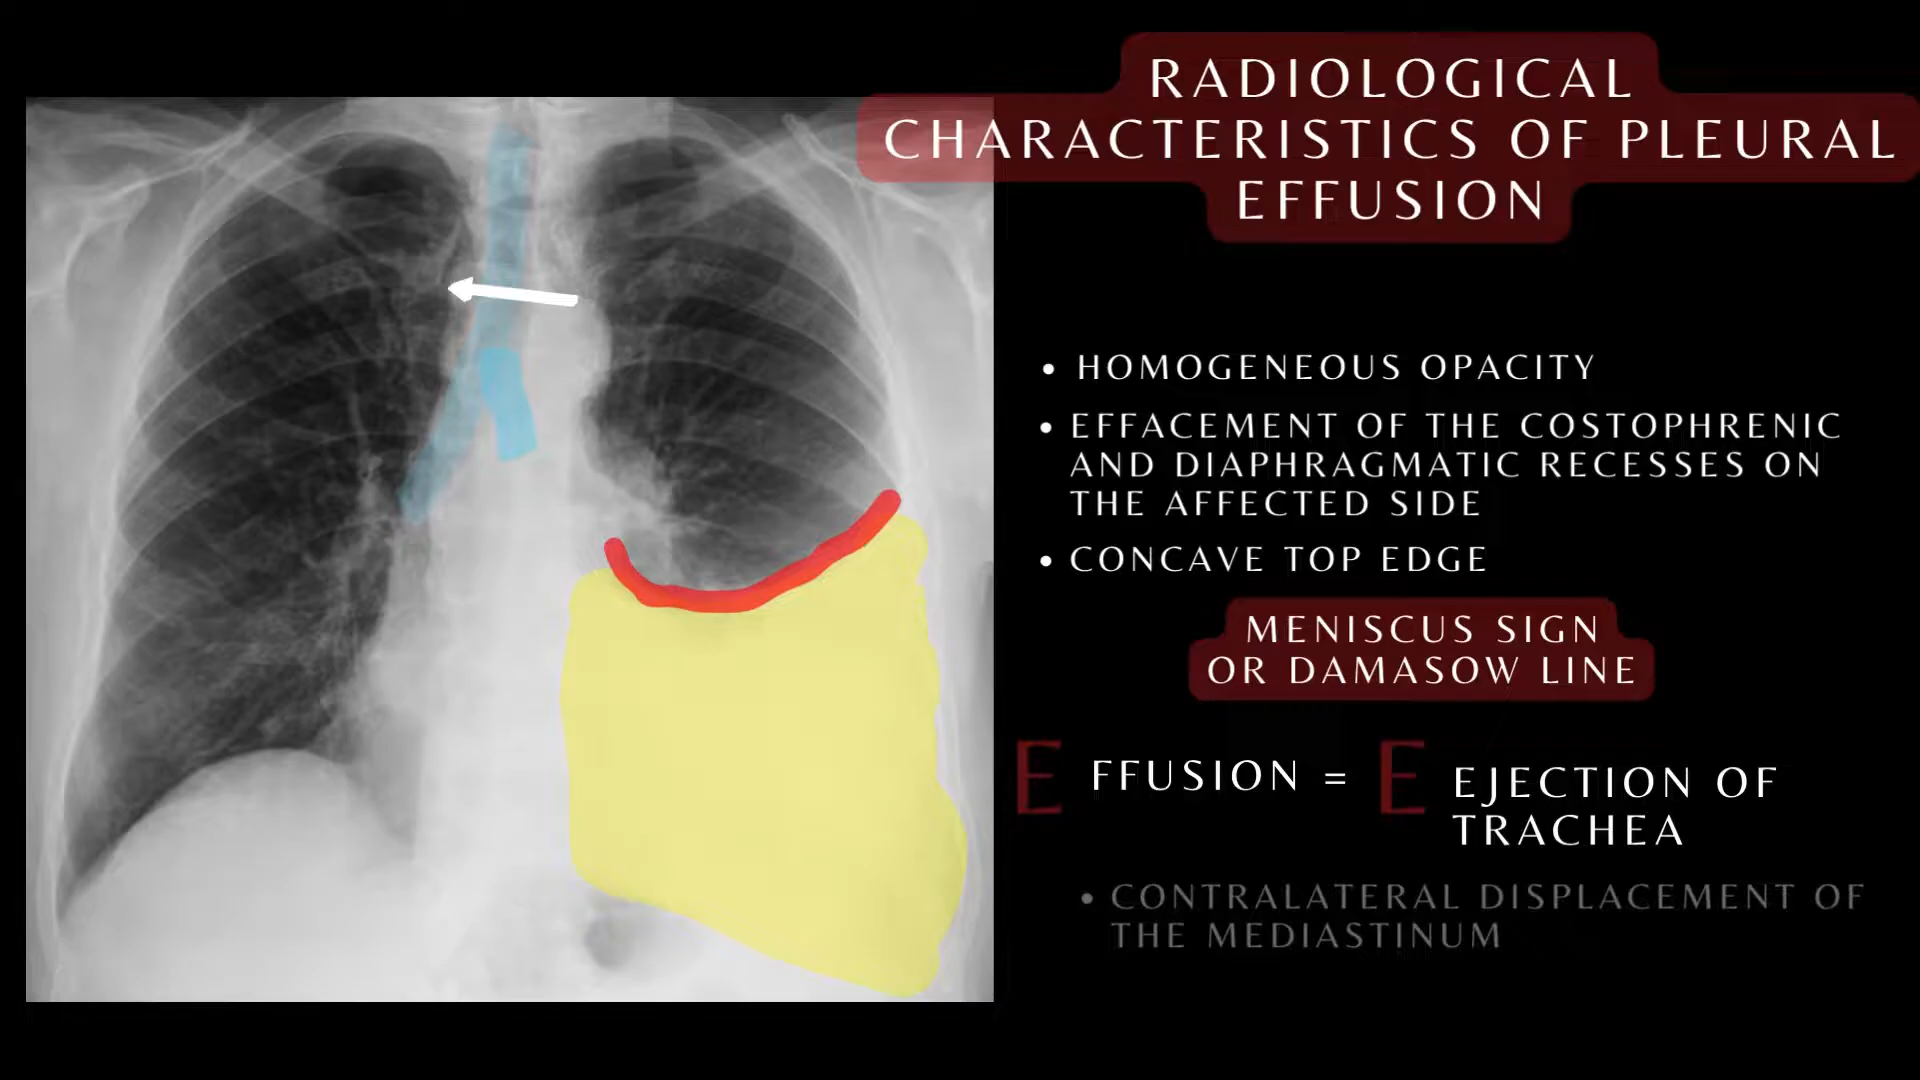 RADIOLOGICAL
CHARACTERISTICS OF PLEURAL
EFFUSION
• HOMOGENEOUS OPACITY
• EFFACEMENT OF THE COSTOPHRENIC
AND DIAPHRAGMATIC RECESSES ON
THE AFFECTED SIDE
• CONCAVE TOP EDGE
MENISCUS SIGN
OR DAMASOW LINE
E FFUSION = E EJECTION OF
TRACHEA
• CONTRALATERAL DISPLACEMENT OF
THE MEDIASTINUM